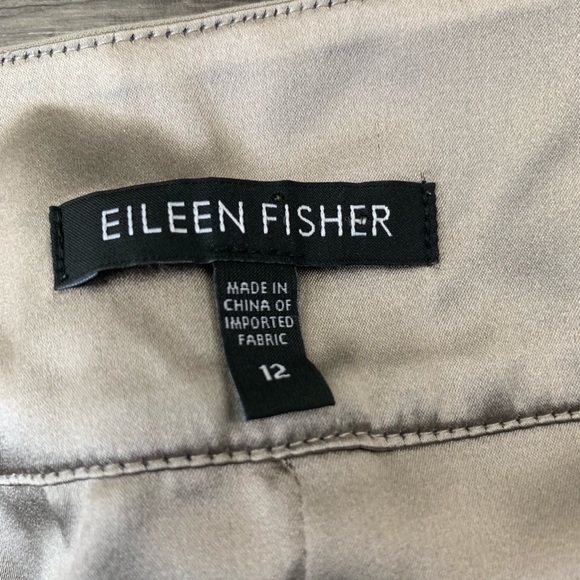 EILEEN FISHER
MADE IN
CHINA OF
IMPORTED
FABRIC
12